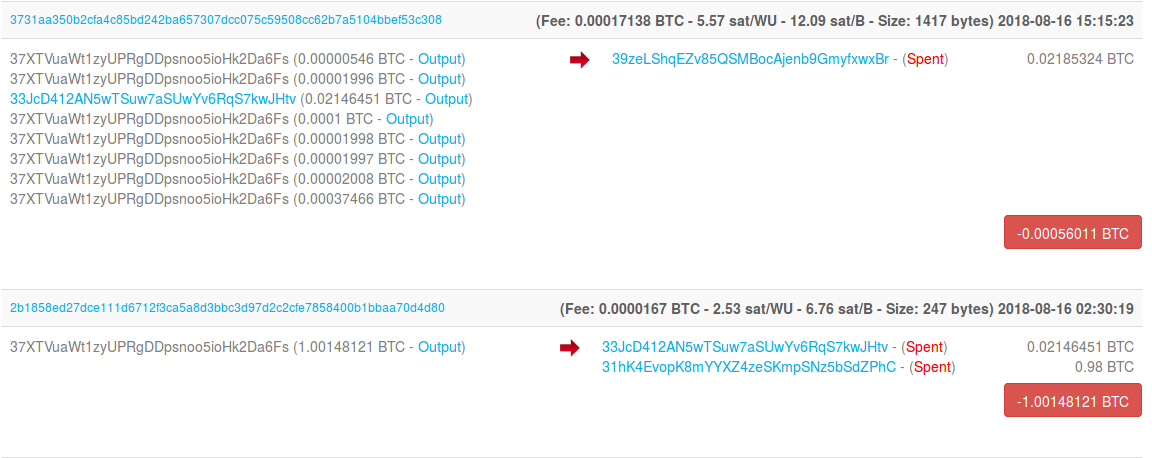 3731aa350b2cfa4c85bd242ba657307dcc075c59508cc62b7a5104bbef53c308 (Fee: 0.00017138 BTC - 5.57 sat/WU - 12.09 sat/B - Size: 1417 bytes) 2018-08-16 15:15:23
37XTVuaWt1zyUPRgDDpsnoo5ioHk2Da6Fs (0.00000546 BTC - Output) 39zeLShqEZv85QSMBocAjenb9GmyfxwxBr - (Spent) 0.02185324 BTC
37XTVuaWt1zyUPRgDDpsnoo5ioHk2Da6Fs (0.00001996 BTC - Output)
33JcD412AN5wTSuw7aSUwYv6RqS7kwJHtv (0.02146451 BTC - Output)
37XTVuaWt1zyUPRgDDpsnoo5ioHk2Da6Fs (0.0001 BTC - Output)
37XTVuaWt1zyUPRgDDpsnoo5ioHk2Da6Fs (0.00001998 BTC - Output)
37XTVuaWt1zyUPRgDDpsnoo5ioHk2Da6Fs (0.00001997 BTC - Output)
37XTVuaWt1zyUPRgDDpsnoo5ioHk2Da6Fs (0.00002008 BTC - Output)
37XTVuaWt1zyUPRgDDpsnoo5ioHk2Da6Fs (0.00037466 BTC - Output)
-0.00056011 BTC
2b1858ed27dce111d6712f3ca5a8d3bbc3d97d2c2cfe7858400b1bbaa70d4d80 (Fee: 0.0000167 BTC - 2.53 sat/WU - 6.76 sat/B - Size: 247 bytes) 2018-08-16 02:30:19
37XTVuaWt1zyUPRgDDpsnoo5ioHk2Da6Fs (1.00148121 BTC - Output) 33JcD412AN5wTSuw7aSUwYv6RqS7kwJHtv - (Spent) 0.02146451 BTC
31hK4EvopK8mYYXZ4zeSKmpSNz5bSdZPhC - (Spent) 0.98 BTC
-1.00148121 BTC